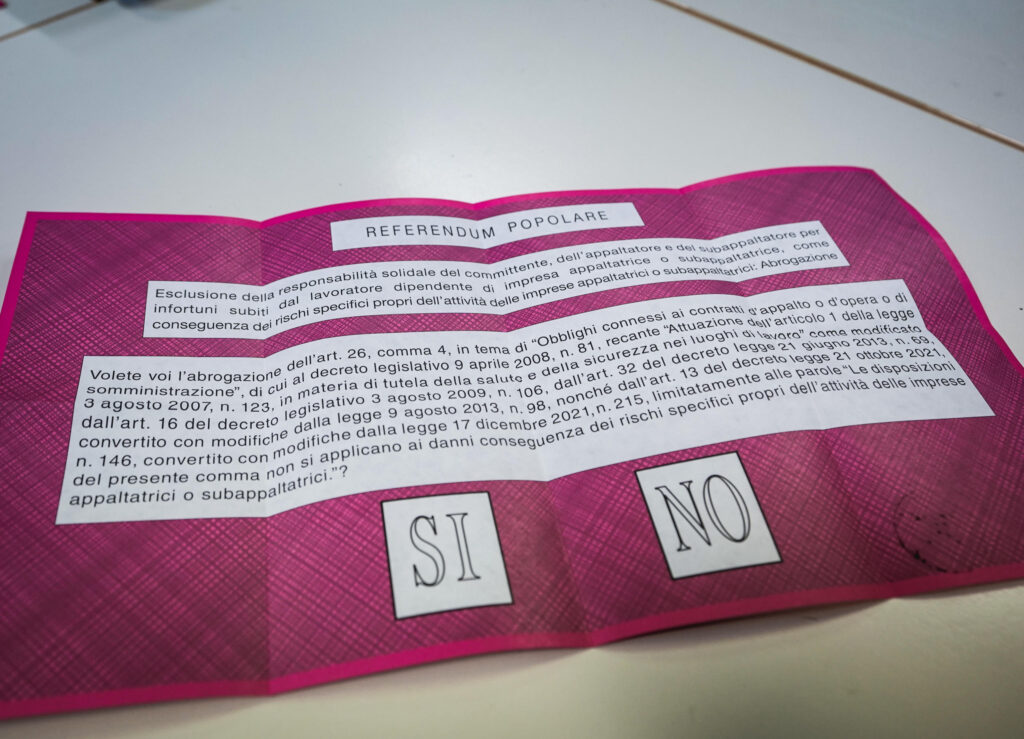 REFERENDUM POPOLARE
Esclusione della responsabilità solidale del committente, dell'appaltatore e del subappaltatore per
infortuni subiti dal lavoratore dipendente di impresa appaltatrice o subappaltatrice, come
conseguenza dei rischi specifici propri dell'attività delle imprese appaltatrici o subappaltatrici: Abrogazione
Volete voi l'abrogazione dell'art. 26, comma 4, in tema di "Obblighi connessi ai contratti d'appalto o d'opera o di
somministrazione", di cui al decreto legislativo 9 aprile 2008, n. 81, recante "Attuazione dell'articolo 1 della legge
3 agosto 2007, n. 123, in materia di tutela della salute e della sicurezza nei luoghi di lavoro" come modificato
dall'art. 16 del decreto legislativo 3 agosto 2009, n. 106, dall'art. 32 del decreto legge 21 giugno 2013, n. 69,
convertito con modifiche dalla legge 9 agosto 2013, n. 98, nonché dall'art. 13 del decreto legge 21 ottobre 2021,
n. 146, convertito con modifiche dalla legge 17 dicembre 2021, n. 215, limitatamente alle parole "Le disposizioni
del presente comma non si applicano ai danni conseguenza dei rischi specifici propri dell'attività delle imprese
appaltatrici o subappaltatrici."?
SI NO